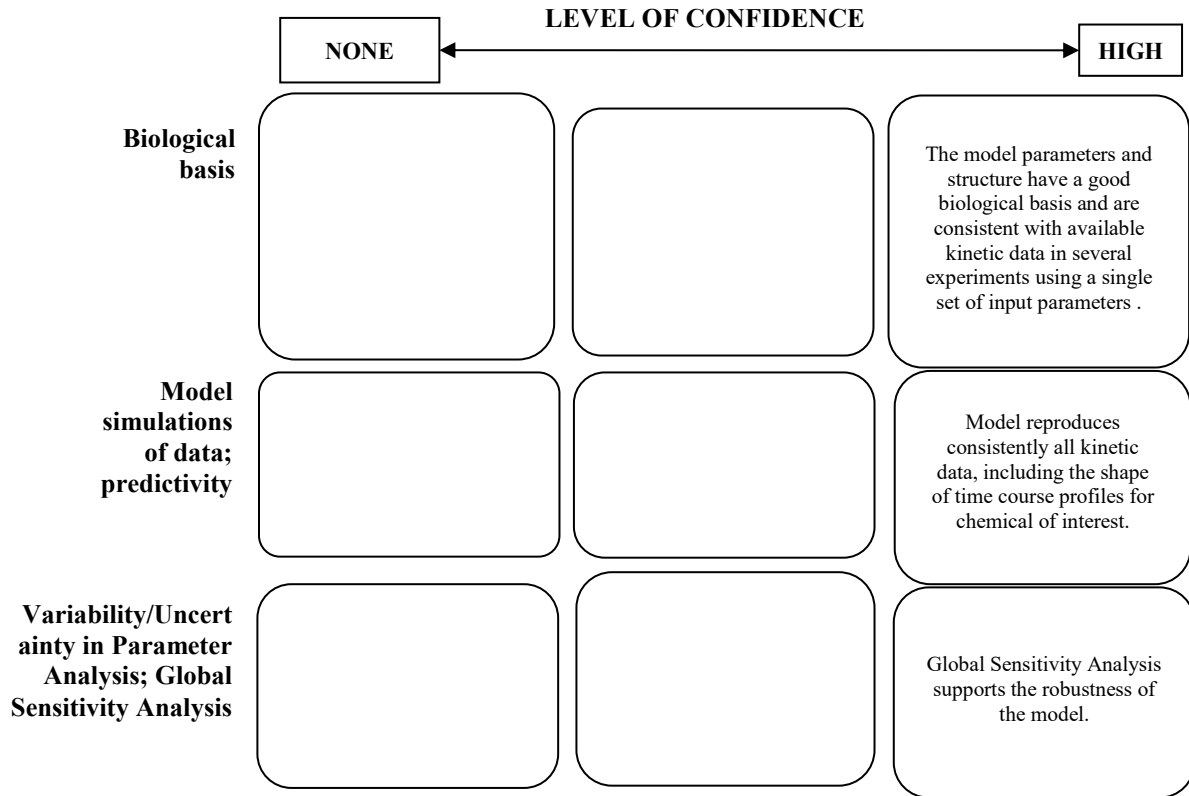 LEVEL OF CONFIDENCE
NONE
HIGH
Biological
basis
The model parameters and
structure have a good
biological basis and are
consistent with available
kinetic data in several
experiments using a single
set of input parameters .
Model
simulations
of data;
predictivity
Model reproduces
consistently all kinetic
data, including the shape
of time course profiles for
chemical of interest.
Variability/Uncert
ainty in Parameter
Analysis; Global
Sensitivity Analysis
Global Sensitivity Analysis
supports the robustness of
the model.